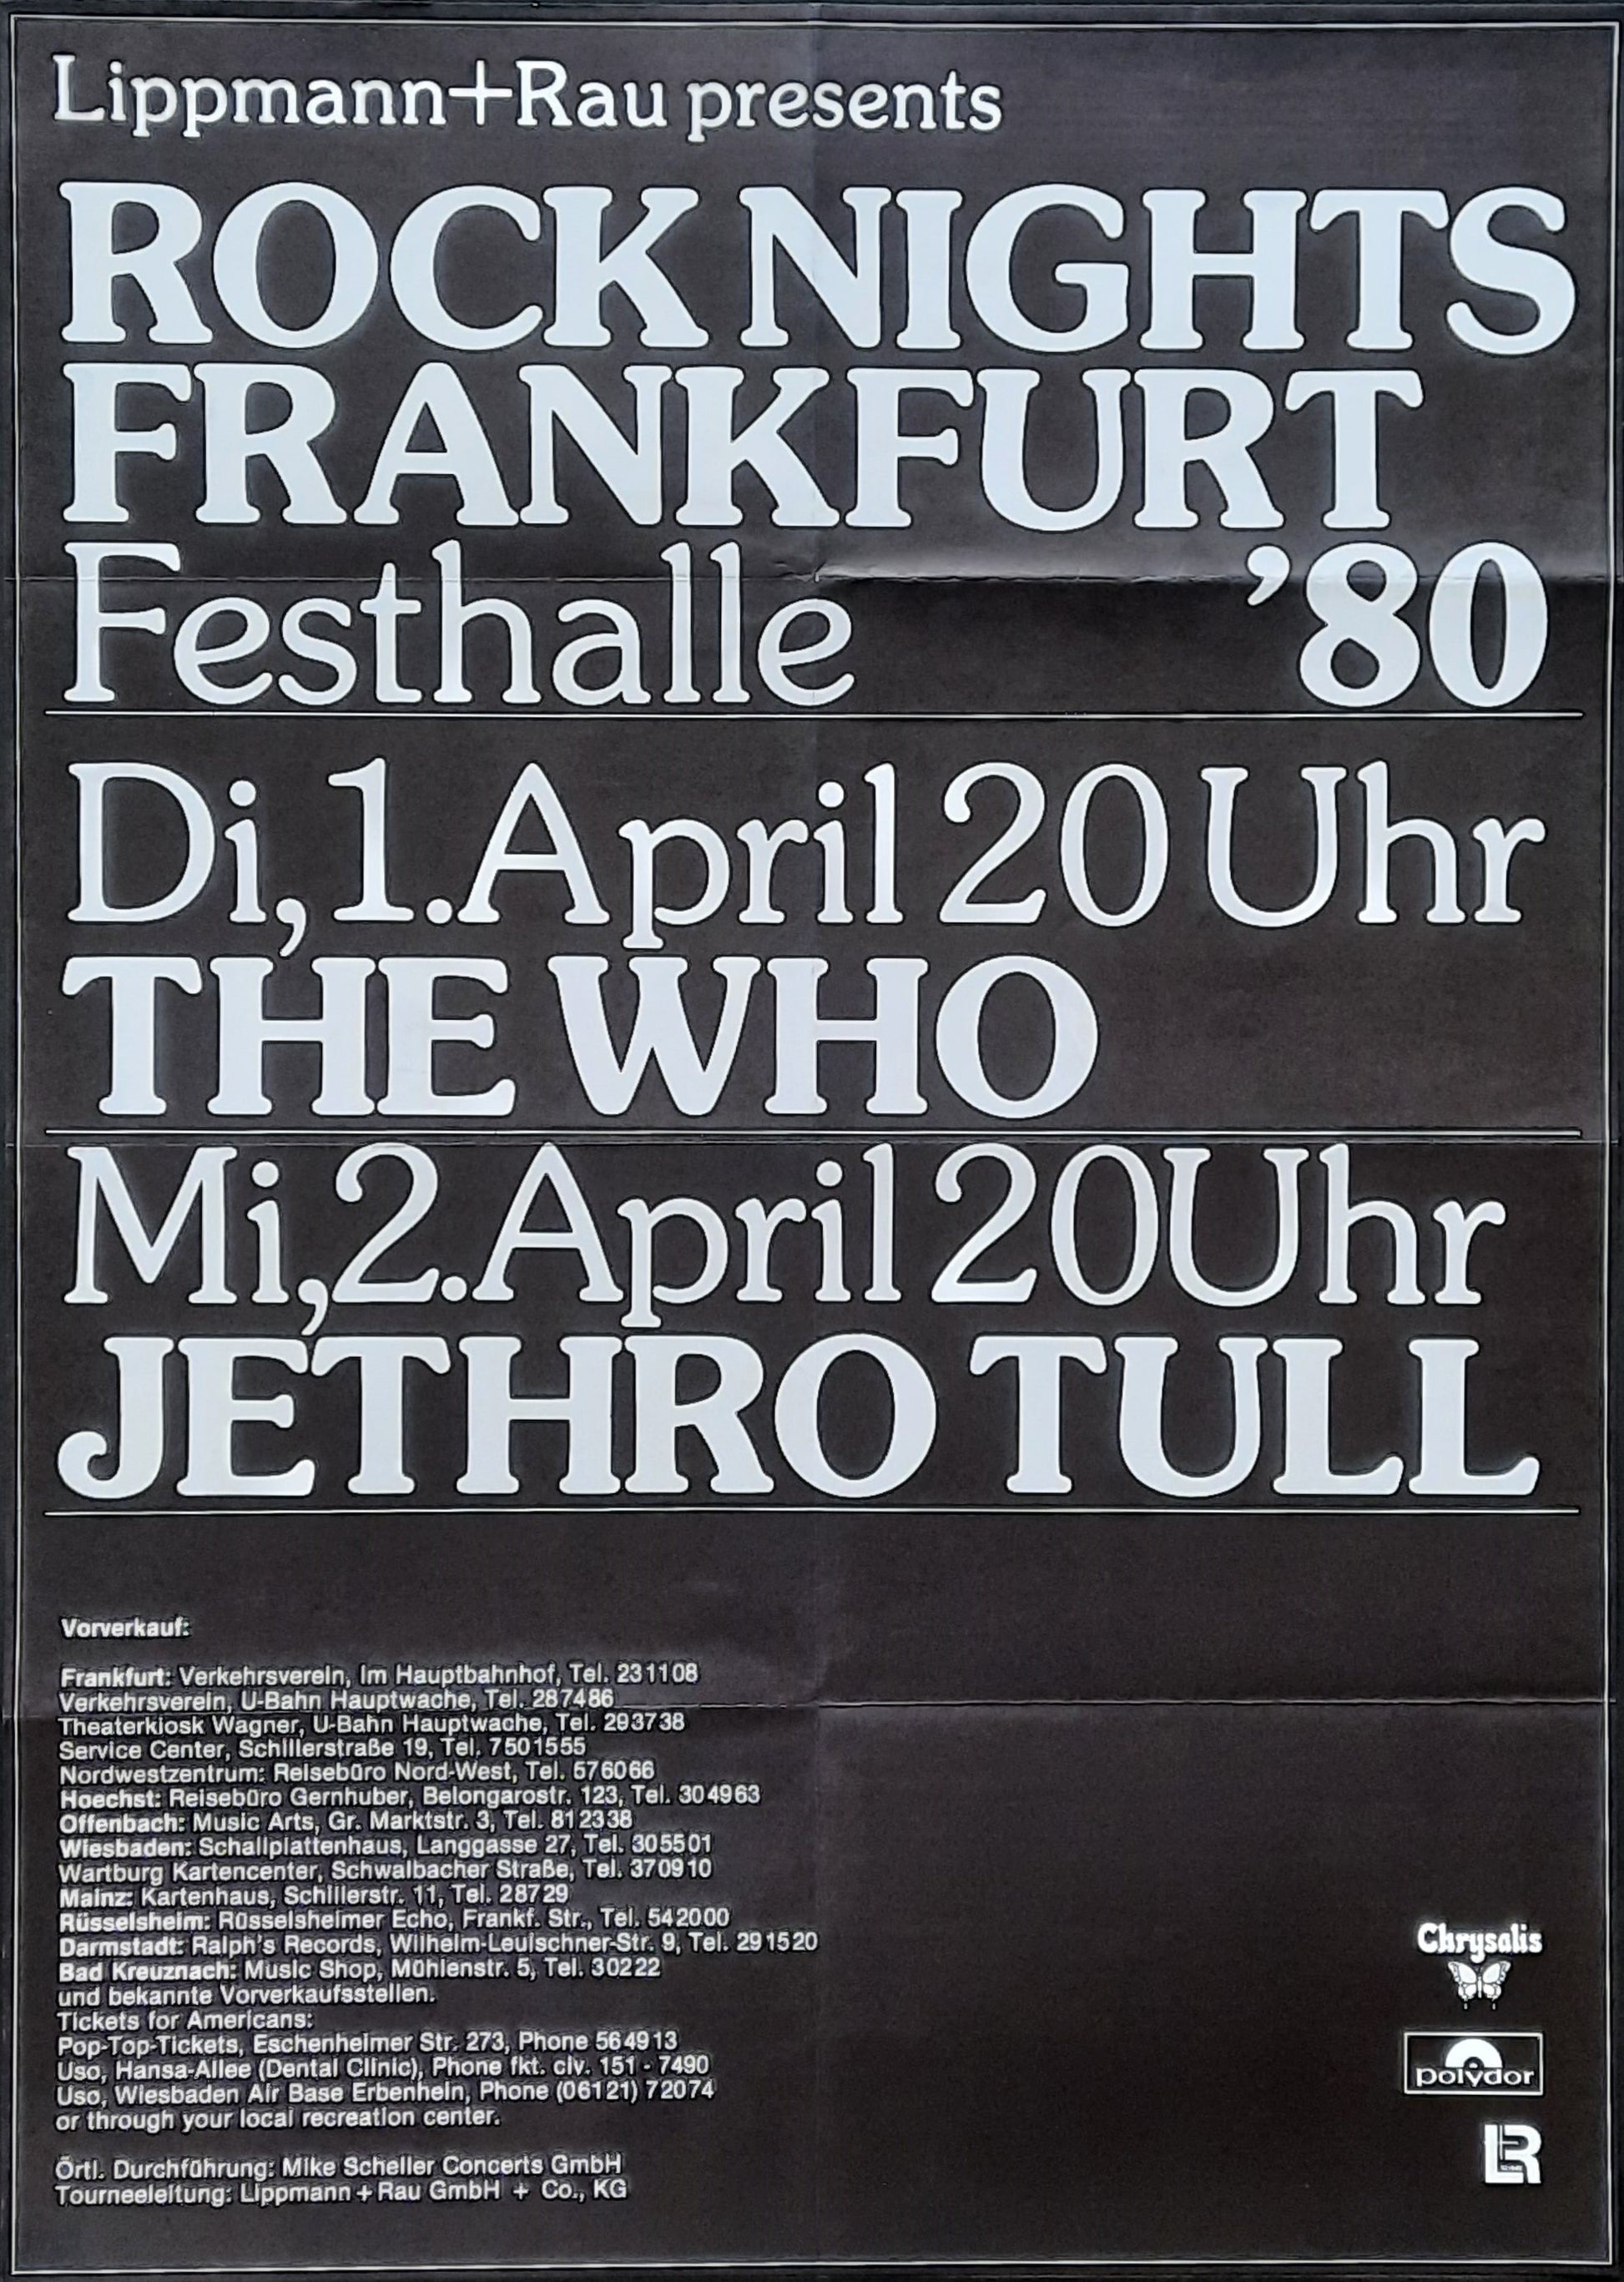 Lippmann+Rau presents
ROCK NIGHTS
FRANKFURT
Festhalle '80
Di, 1. April 20 Uhr
THE WHO
Mi, 2. April 20 Uhr
JETHRO TULL
Vorverkauf:
Frankfurt: Verkehrsverein, im Hauptbahnhof, Tel. 231108
Verkehrsverein, U-Bahn Hauptwache, Tel. 287486
Theaterkiosk Wagner, U-Bahn Hauptwache, Tel. 293738
Service Center, Schillerstraße 19, Tel. 7501555
Nordwestzentrum: Reisebüro Nord-West, Tel. 576066
Hoechst: Reisebüro Gernhuber, Belongarostr. 123, Tel. 304963
Offenbach: Music Arts, Gr. Marktstr. 3, Tel. 812338
Wiesbaden: Schallplattenhaus, Langgasse 27, Tel. 305501
Wartburg Kartencenter, Schwalbacher Straße, Tel. 370910
Mainz: Kartenhaus, Schillerstr. 11, Tel. 28729
Rüsselsheim: Rüsselsheimer Echo, Frankf. Str., Tel. 542000
Darmstadt: Ralph's Records, Wilhelm-Leuischner-Str. 9, Tel. 291520
Bad Kreuznach: Music Shop, Mühlenstr. 5, Tel. 30222
und bekannte Vorverkaufsstellen.
Tickets for Americans:
Pop-Top-Tickets, Eschenheimer Str. 273, Phone 564913
Uso, Hansa-Allee (Dental Clinic), Phone fkt. civ. 151 - 7490
Uso, Wiesbaden Air Base Erbenhein, Phone (06121) 72074
or through your local recreation center.
Örtl. Durchführung: Mike Scheller Concerts GmbH
Tourneeleitung: Lippmann + Rau GmbH + Co., KG
Chrysalis
polydor
LR